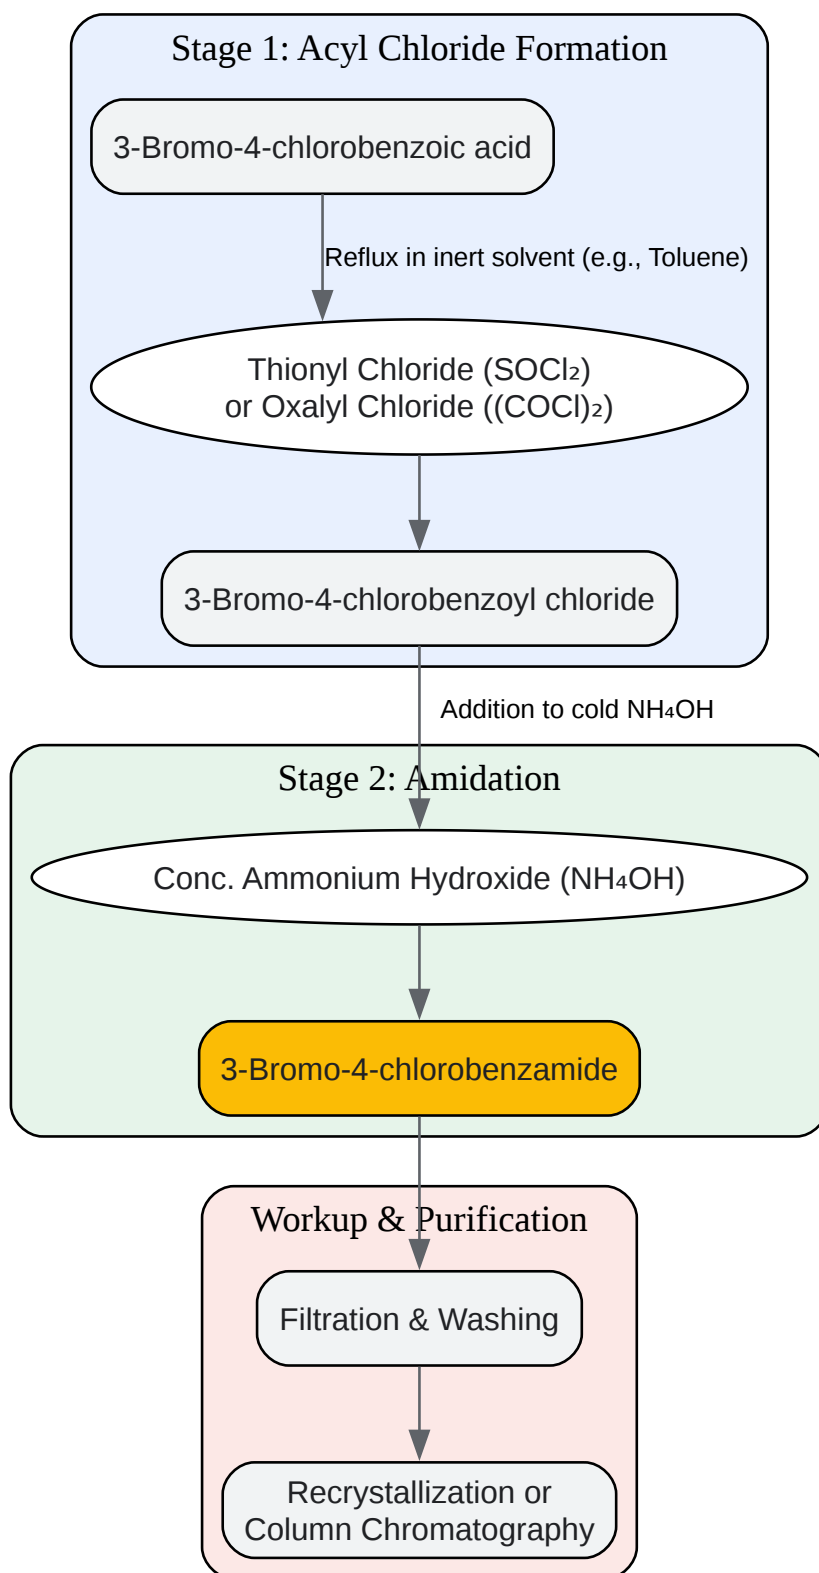 Stage 1: Acyl Chloride Formation
3-Bromo-4-chlorobenzoic acid
Reflux in inert solvent (e.g., Toluene)
Thionyl Chloride (SOCl₂)
or Oxalyl Chloride ((COCl)₂)
3-Bromo-4-chlorobenzoyl chloride
Addition to cold NH₄OH
Stage 2: Amidation
Conc. Ammonium Hydroxide (NH₄OH)
3-Bromo-4-chlorobenzamide
Workup & Purification
Filtration & Washing
Recrystallization or
Column Chromatography